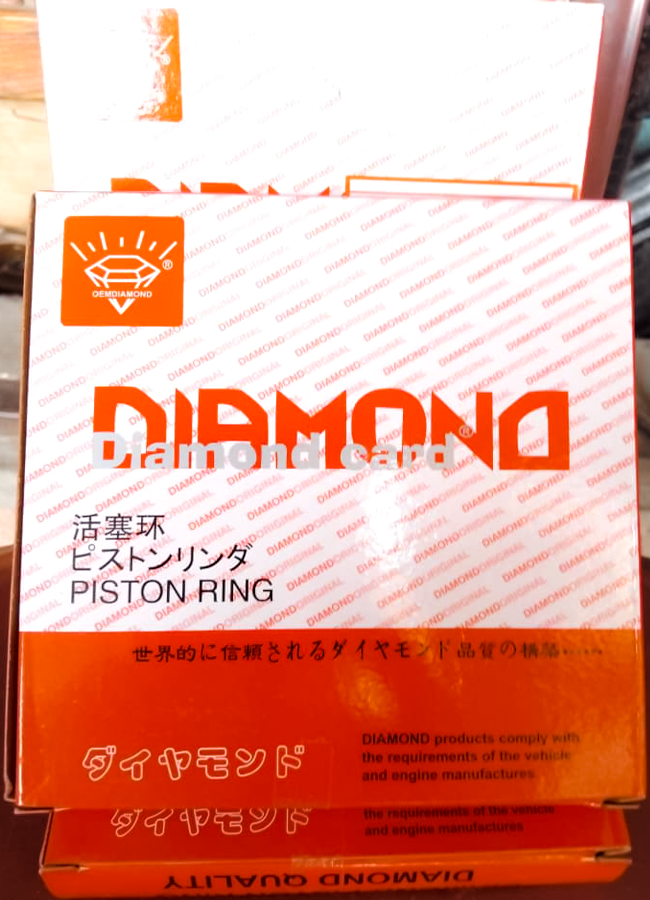 OEMDIAMOND
®
DIAMOND®
Diamond card
活塞环
ピストンリンダ
PISTON RING
世界的に信頼されるダイヤモンド品質の構築……
ダイヤモンド
DIAMOND products comply with
the requirements of the vehicle
and engine manufactures
ダイヤモンド
the requirements of the vehicle
and engine manufactures
DIAMOND QUALITY